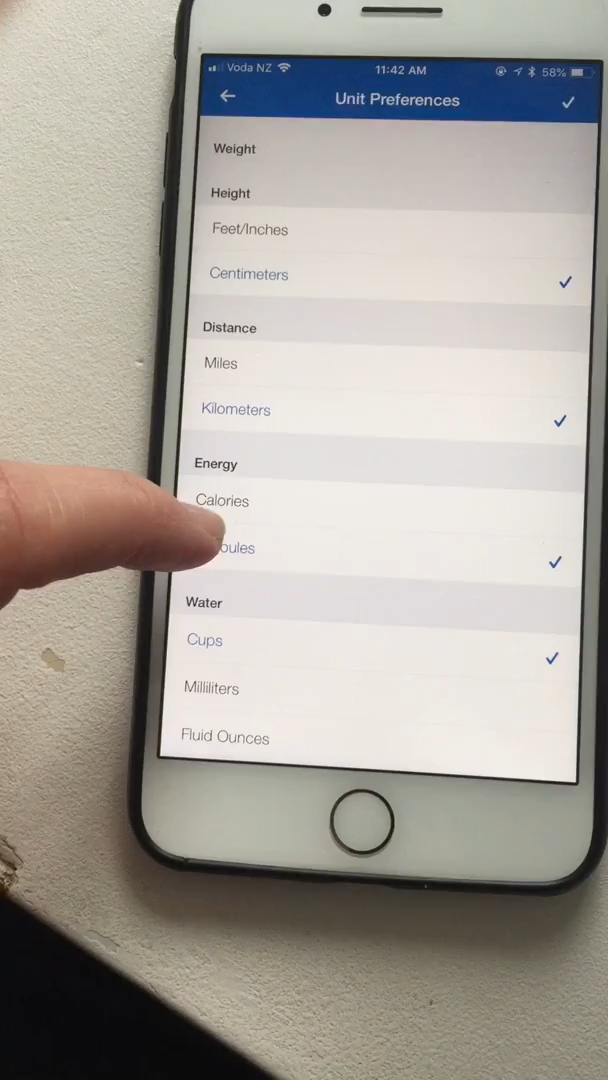 Voda NZ 11:42 AM 58%
Unit Preferences
Weight
Height
Feet/Inches
Centimeters
Distance
Miles
Kilometers
Energy
Calories
oules
Water
Cups
Milliliters
Fluid Ounces